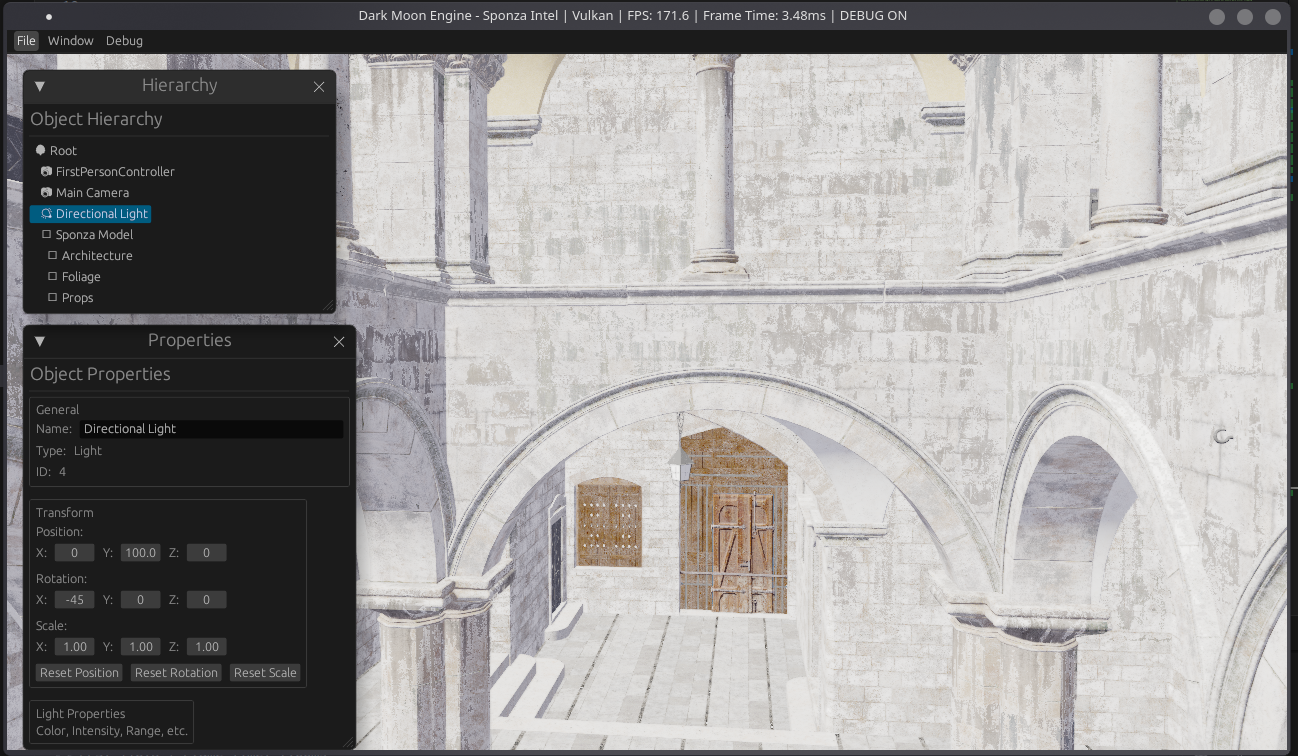 Dark Moon Engine - Sponza Intel | Vulkan | FPS: 171.6 | Frame Time: 3.48ms | DEBUG ON
File Window Debug
Hierarchy
Object Hierarchy
Root
FirstPersonController
Main Camera
Directional Light
Sponza Model
Architecture
Foliage
Props
Properties
Object Properties
General
Name: Directional Light
Type: Light
ID: 4
Transform
Position:
X: 0 Y: 100.0 Z: 0
Rotation:
X: -45 Y: 0 Z: 0
Scale:
X: 1.00 Y: 1.00 Z: 1.00
Reset Position Reset Rotation Reset Scale
Light Properties
Color, Intensity, Range, etc.